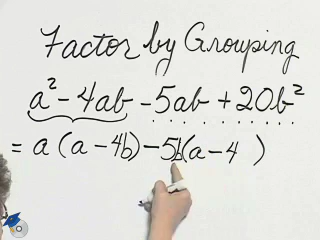 Factor by Grouping
a² - 4ab - 5ab + 20b²
= a (a - 4b) - 5b(a - 4 )